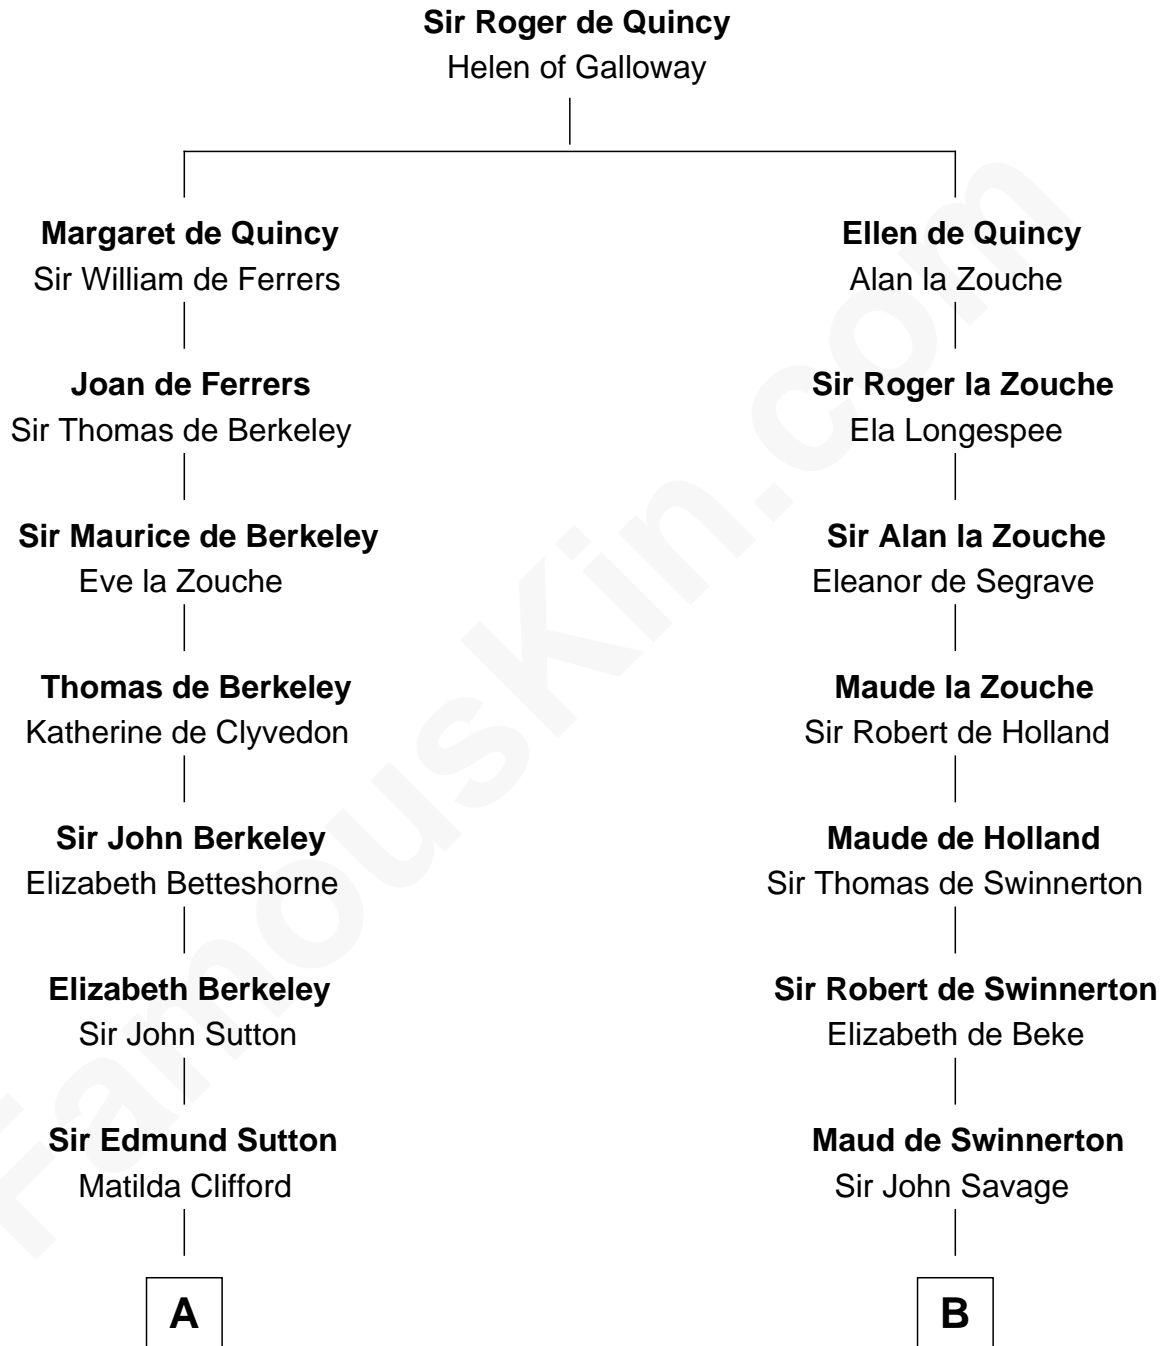 Sir Roger de Quincy
Helen of Galloway
Margaret de Quincy
Sir William de Ferrers
Ellen de Quincy
Alan la Zouche
Joan de Ferrers
Sir Thomas de Berkeley
Sir Roger la Zouche
Ela Longespee
Sir Maurice de Berkeley
Eve la Zouche
Sir Alan la Zouche
Eleanor de Segrave
Thomas de Berkeley
Katherine de Clyvedon
Maude la Zouche
Sir Robert de Holland
Sir John Berkeley
Elizabeth Betteshorne
Maude de Holland
Sir Thomas de Swinnerton
Elizabeth Berkeley
Sir John Sutton
Sir Robert de Swinnerton
Elizabeth de Beke
Sir Edmund Sutton
Matilda Clifford
Maud de Swinnerton
Sir John Savage
A
B
FamousKin.com